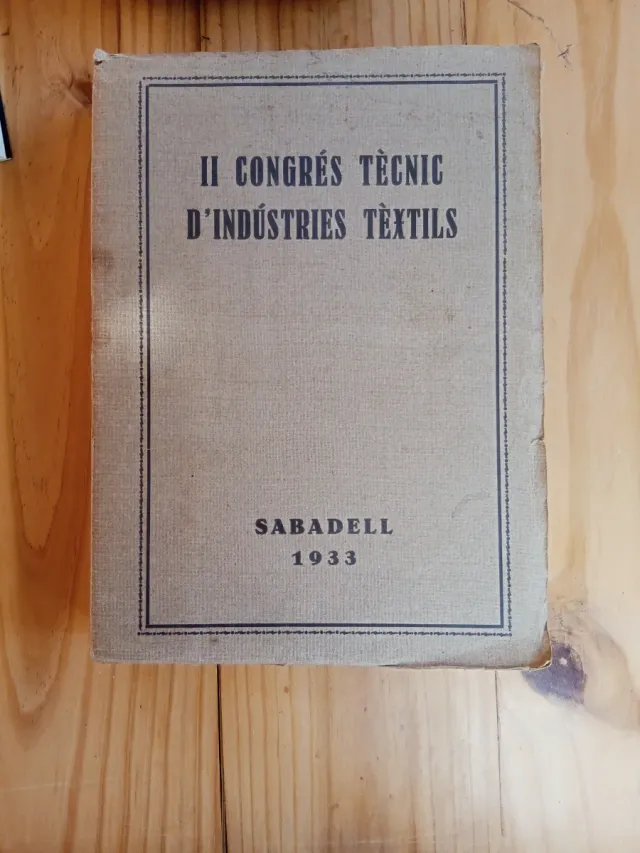 II CONGRÉS TÈCNIC
D'INDÚSTRIES TÈXTILS
SABADELL
1933